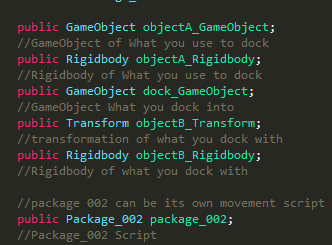 public GameObject objectA_GameObject;
//GameObject of What you use to dock
public Rigidbody objectA_Rigidbody;
//Rigidbody of What you use to dock
public GameObject dock_GameObject;
//GameObject What you dock into
public Transform objectB_Transform;
//transformation of what you dock with
public Rigidbody objectB_Rigidbody;
//Rigidbody of what you dock with
//package 002 can be its own movement script
public Package_002 package_002;
//Package_002 Script